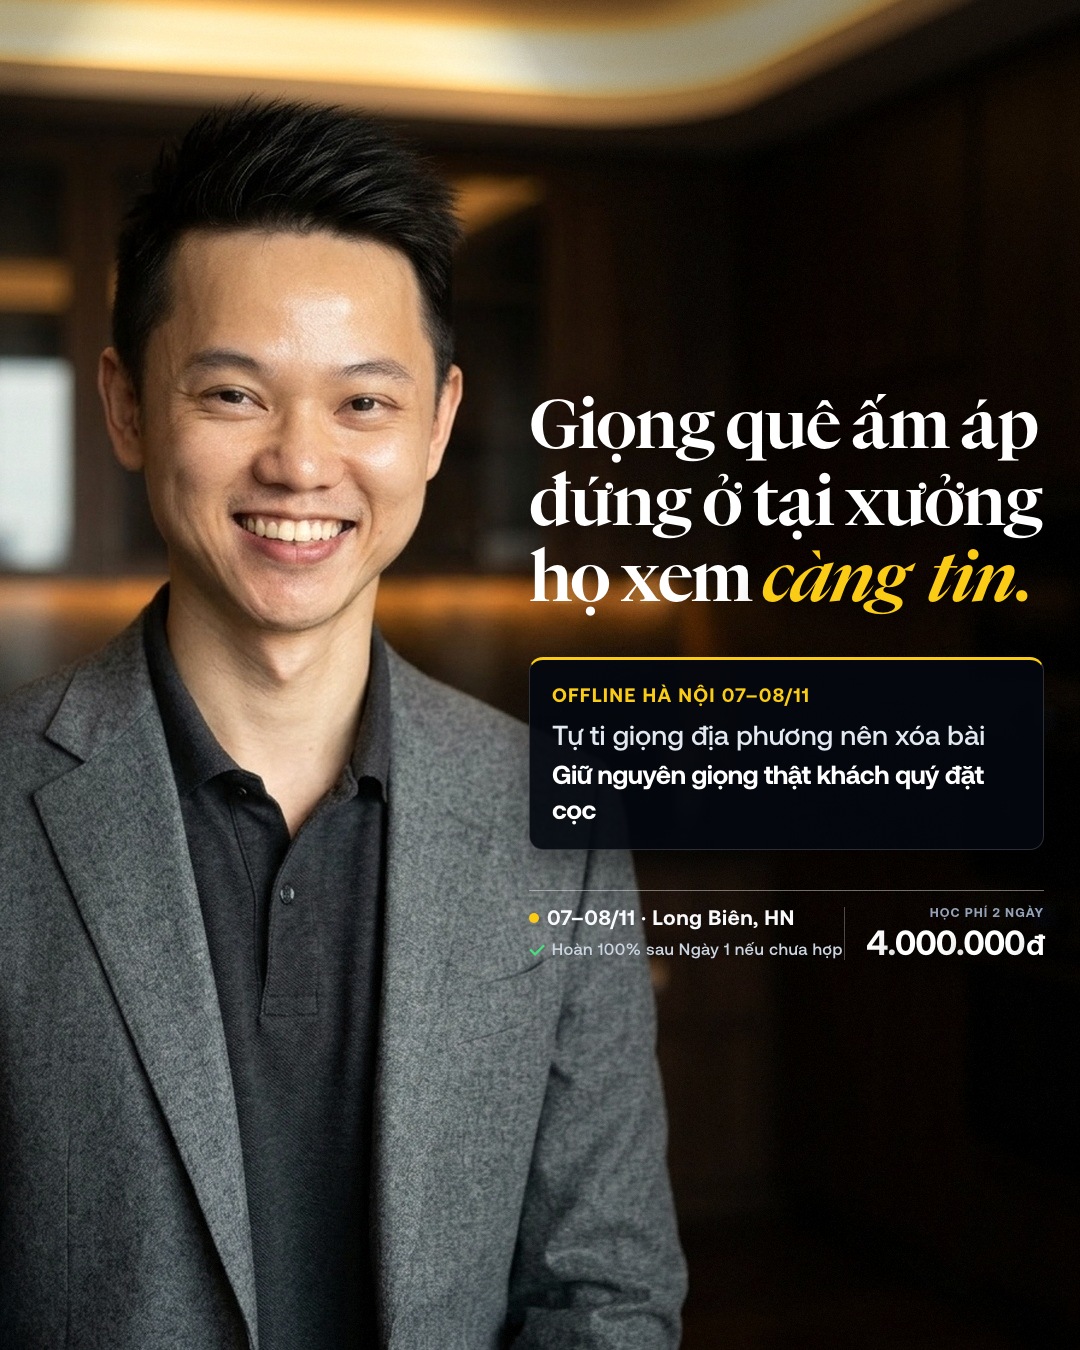 Giọng quê ấm áp
đứng ở tại xưởng
họ xem càng tin.
OFFLINE HÀ NỘI 07–08/11
Tự ti giọng địa phương nên xóa bài
Giữ nguyên giọng thật khách quý đặt
cọc
07–08/11 · Long Biên, HN
✓ Hoàn 100% sau Ngày 1 nếu chưa hợp
HỌC PHÍ 2 NGÀY
4.000.000đ